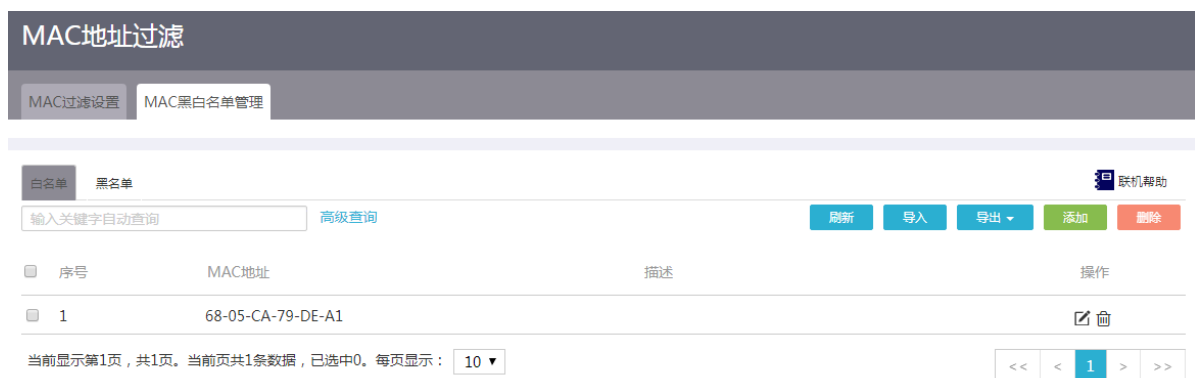 MAC地址过滤
MAC过滤设置 MAC黑白名单管理
白名单 黑名单 联机帮助
输入关键字自动查询 高级查询 刷新 导入 导出 添加 删除
序号 MAC地址 描述 操作
1 68-05-CA-79-DE-A1
当前显示第1页，共1页。当前页共1条数据，已选中0。每页显示： 10 << < 1 > >>